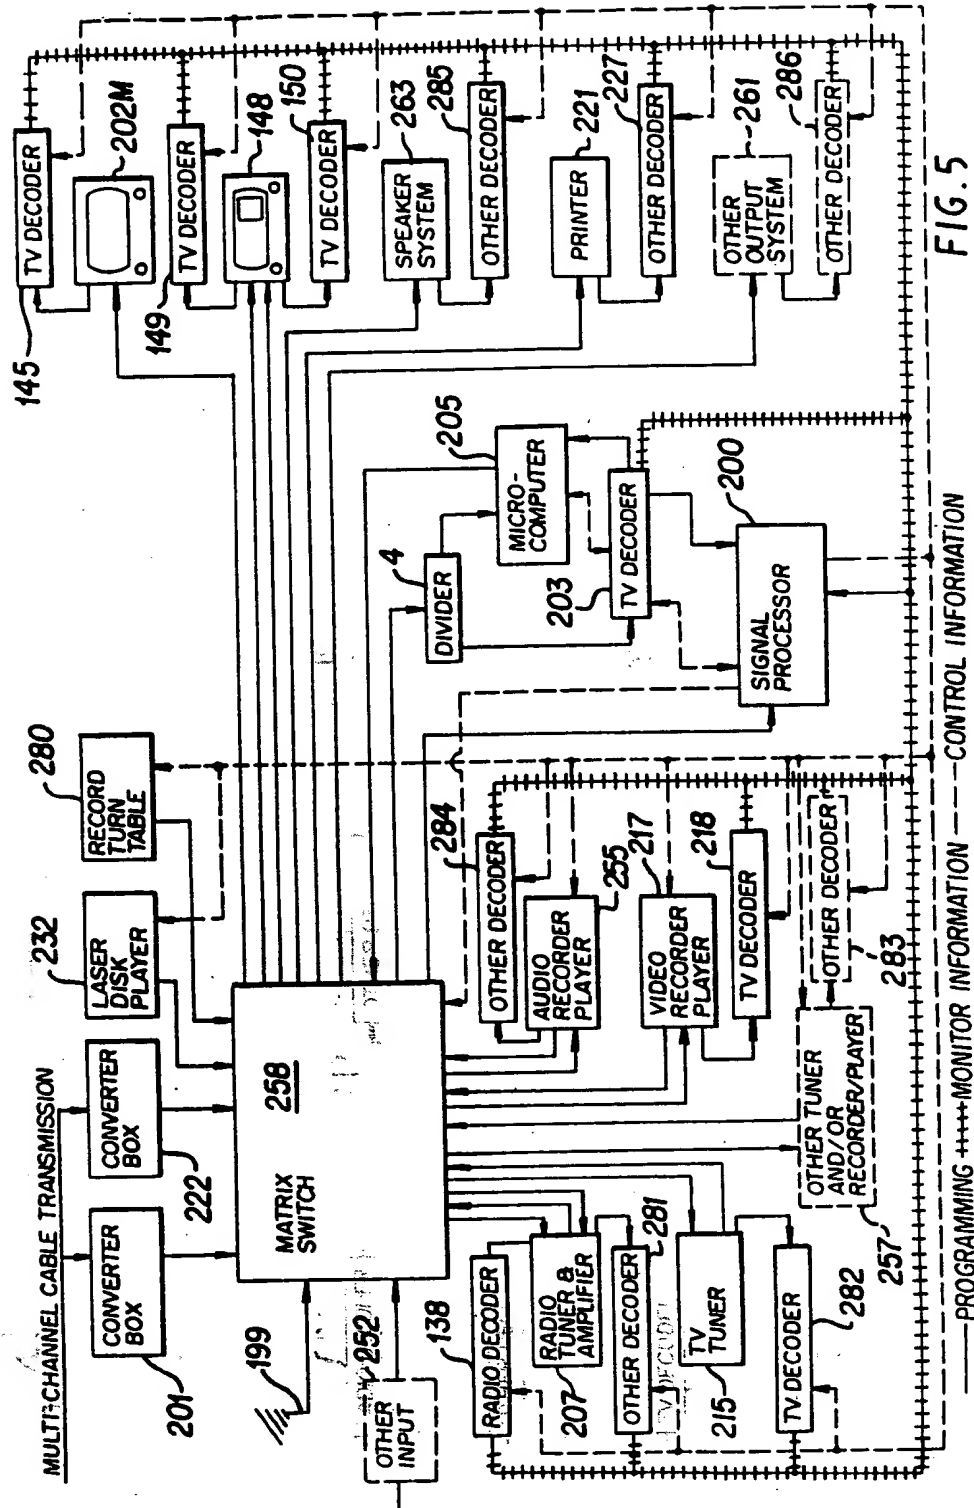 MULTI-CHANNEL CABLE TRANSMISSION
201
CONVERTER
BOX
222
CONVERTER
BOX
232
LASER
DISK
PLAYER
280
RECORD
TURN
TABLE
199
252
OTHER
INPUT
MATRIX
SWITCH
258
138
RADIO DECODER
207
RADIO
TUNER &
AMPLIFIER
OTHER DECODER
281
215
TV
TUNER
TV DECODER
282
OTHER TUNER
AND/OR
RECORDER/PLAYER
257
284
OTHER DECODER
AUDIO
RECORDER
PLAYER
255
VIDEO
RECORDER
PLAYER
217
TV DECODER
218
OTHER DECODER
283
DIVIDER
4
MICRO-
COMPUTER
205
203
TV DECODER
SIGNAL
PROCESSOR
200
145
TV DECODER
202M
149
TV DECODER
148
TV DECODER
150
SPEAKER
SYSTEM
263
OTHER DECODER
285
PRINTER
221
OTHER DECODER
227
OTHER
OUTPUT
SYSTEM
261
OTHER DECODER
286
PROGRAMMING MONITOR INFORMATION CONTROL INFORMATION
FIG. 5